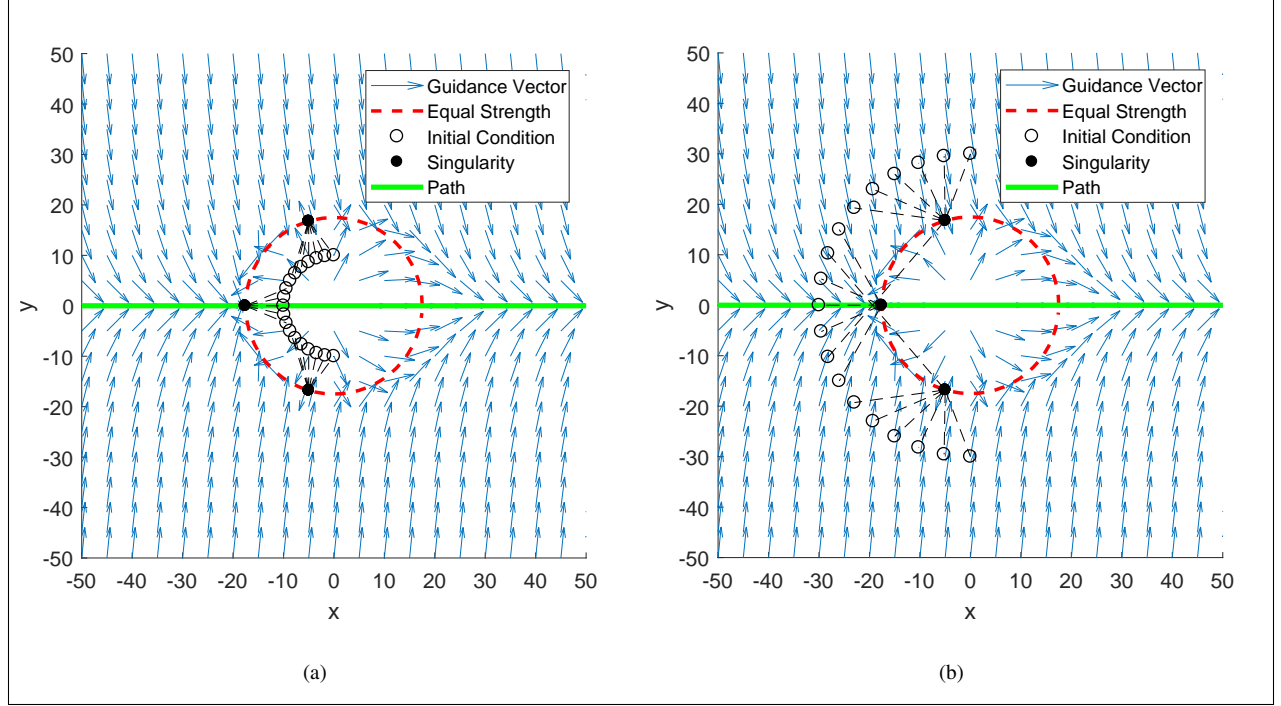 50
40
30
20
10
0
-10
-20
-30
-40
-50
y
-50 -40 -30 -20 -10 0 10 20 30 40 50
x
Guidance Vector
Equal Strength
Initial Condition
Singularity
Path
(a)
50
40
30
20
10
0
-10
-20
-30
-40
-50
y
-50 -40 -30 -20 -10 0 10 20 30 40 50
x
Guidance Vector
Equal Strength
Initial Condition
Singularity
Path
(b)